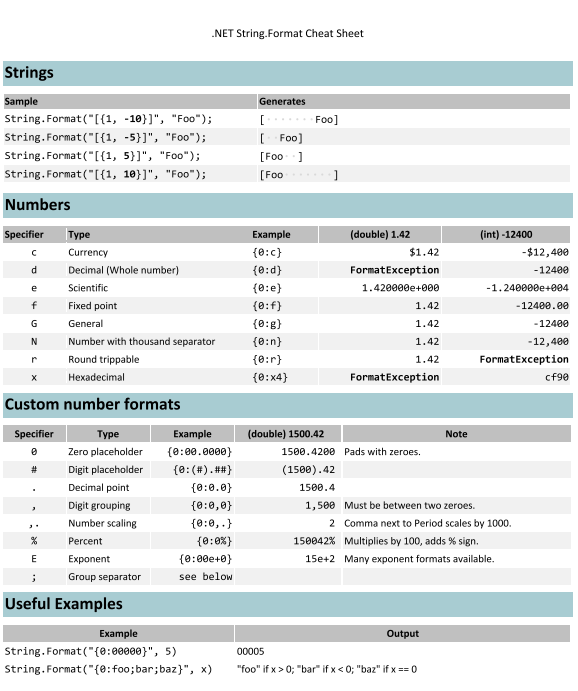 .NET String.Format Cheat Sheet
Strings
Sample Generates
String.Format("[{1, -10}]", "Foo"); [·······Foo]
String.Format("[{1, -5}]", "Foo"); [··Foo]
String.Format("[{1, 5}]", "Foo"); [Foo··]
String.Format("[{1, 10}]", "Foo"); [Foo·······]
Numbers
Specifier Type Example (double) 1.42 (int) -12400
c Currency {0:c} $1.42 -$12,400
d Decimal (Whole number) {0:d} FormatException -12400
e Scientific {0:e} 1.420000e+000 -1.240000e+004
f Fixed point {0:f} 1.42 -12400.00
G General {0:g} 1.42 -12400
N Number with thousand separator {0:n} 1.42 -12,400
r Round trippable {0:r} 1.42 FormatException
x Hexadecimal {0:x4} FormatException cf90
Custom number formats
Specifier Type Example (double) 1500.42 Note
0 Zero placeholder {0:00.0000} 1500.4200 Pads with zeroes.
# Digit placeholder {0:(#).##} (1500).42
. Decimal point {0:0.0} 1500.4
, Digit grouping {0:0,0} 1,500 Must be between two zeroes.
,. Number scaling {0:0,.} 2 Comma next to Period scales by 1000.
% Percent {0:0%} 150042% Multiplies by 100, adds % sign.
E Exponent {0:00e+0} 15e+2 Many exponent formats available.
; Group separator see below
Useful Examples
Example Output
String.Format("{0:00000}", 5) 00005
String.Format("{0:foo;bar;baz}", x) "foo" if x > 0; "bar" if x < 0; "baz" if x == 0